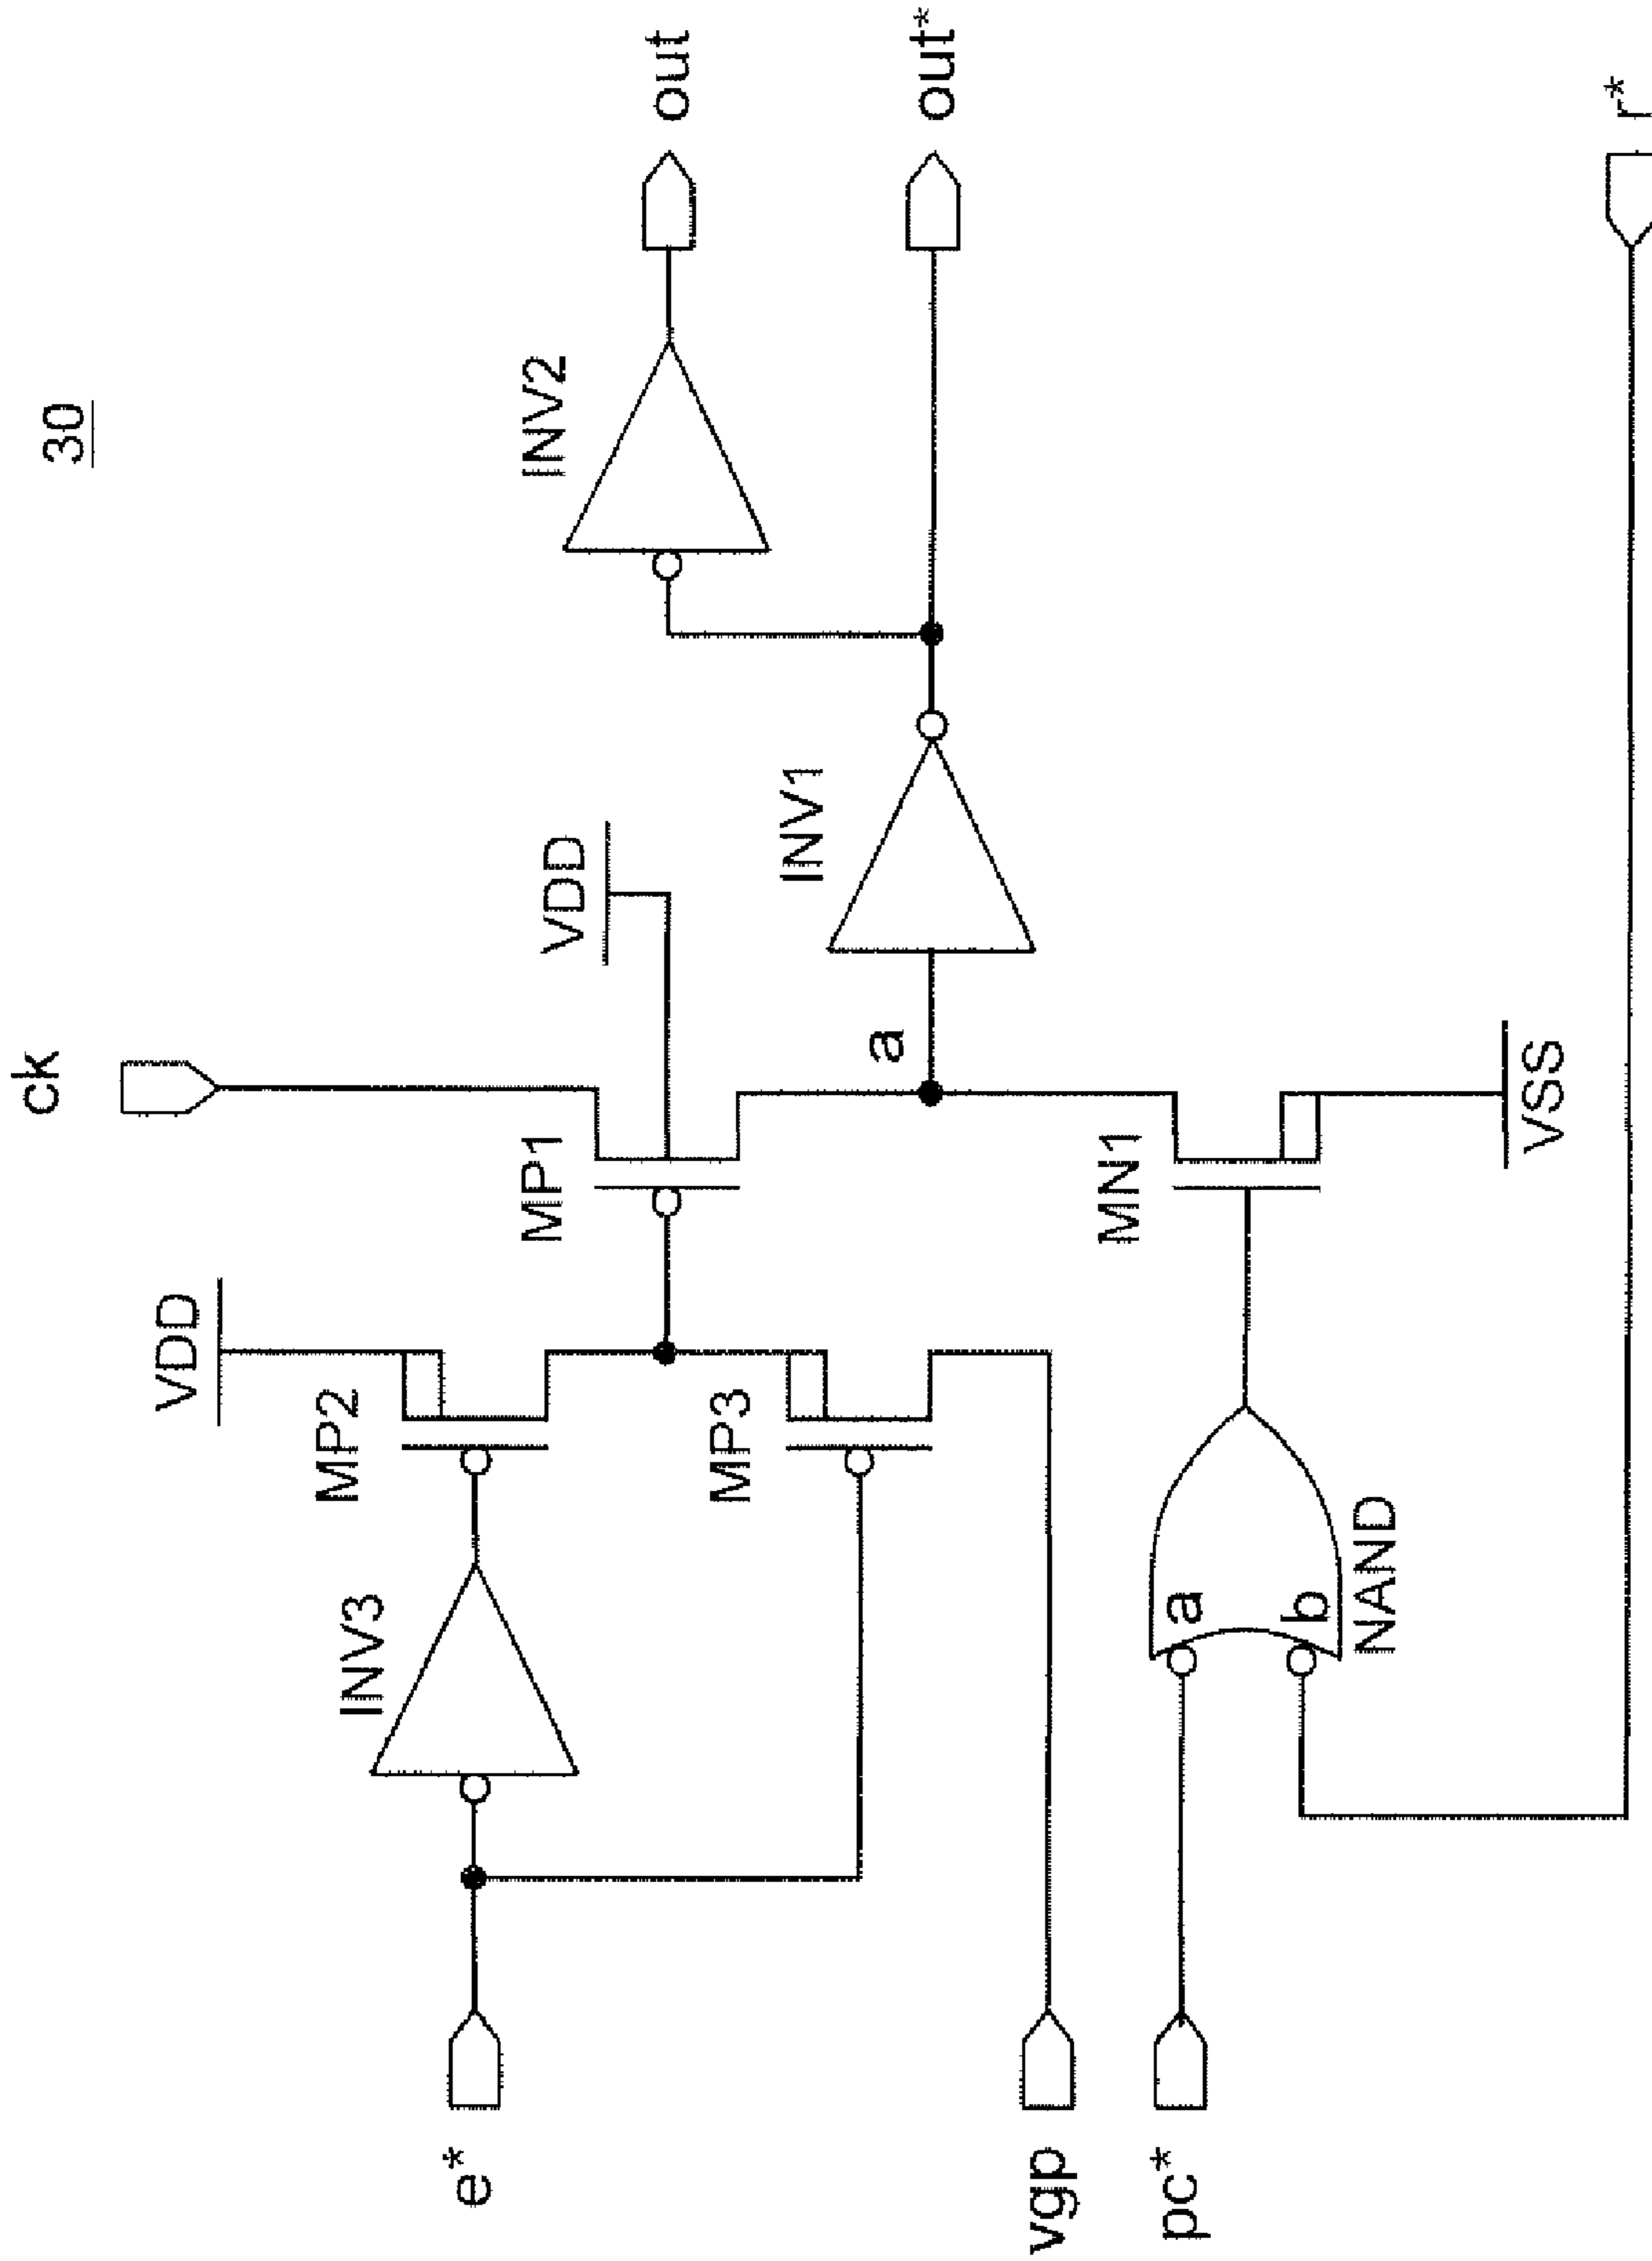 30
ck
out
out*
INV2
VDD
VDD
INV1
MP1
a
MP2
INV3
MP3
MN1
e*
vgp
a
b
NAND
VSS
pc*
r*